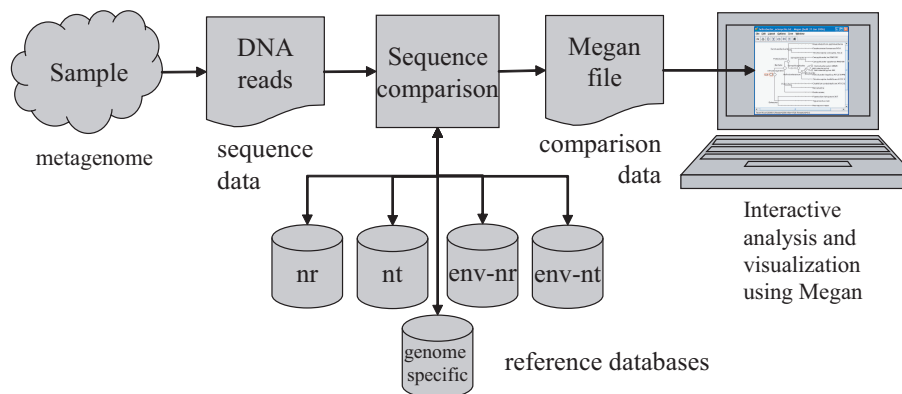 Sample
metagenome
DNA
reads
sequence
data
Sequence
comparison
Megan
file
comparison
data
Interactive
analysis and
visualization
using Megan
nr
nt
env-nr
env-nt
genome
specific
reference databases